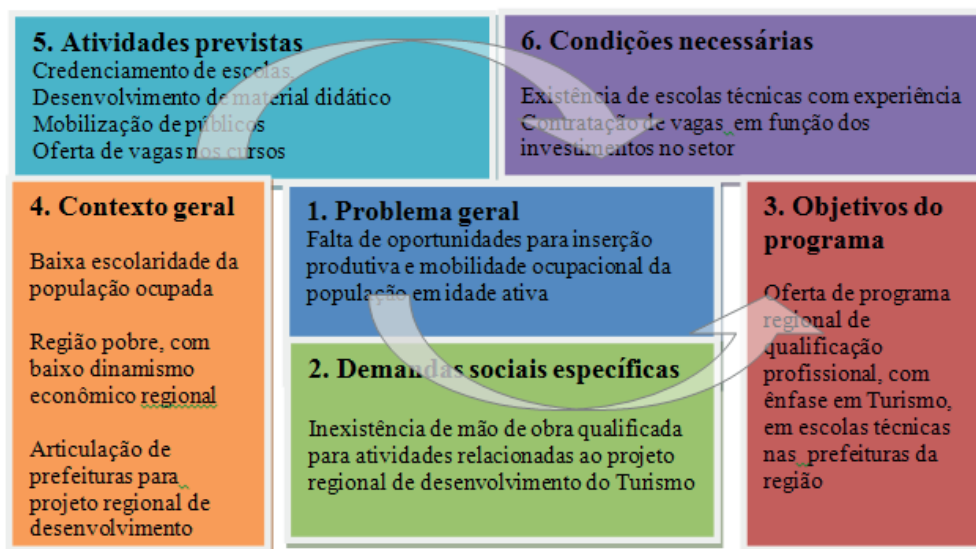 5. Atividades previstas
Credenciamento de escolas,
Desenvolvimento de material didático
Mobilização de públicos
Oferta de vagas nos cursos
6. Condições necessárias
Existência de escolas técnicas com experiência
Contratação de vagas em função dos
investimentos no setor
4. Contexto geral
Baixa escolaridade da
população ocupada
Região pobre, com
baixo dinamismo
econômico regional
Articulação de
prefeituras para
projeto regional de
desenvolvimento
1. Problema geral
Falta de oportunidades para inserção
produtiva e mobilidade ocupacional da
população em idade ativa
2. Demandas sociais específicas
Inexistência de mão de obra qualificada
para atividades relacionadas ao projeto
regional de desenvolvimento do Turismo
3. Objetivos do
programa
Oferta de programa
regional de
qualificação
profissional, com
ênfase em Turismo,
em escolas técnicas
nas prefeituras da
região